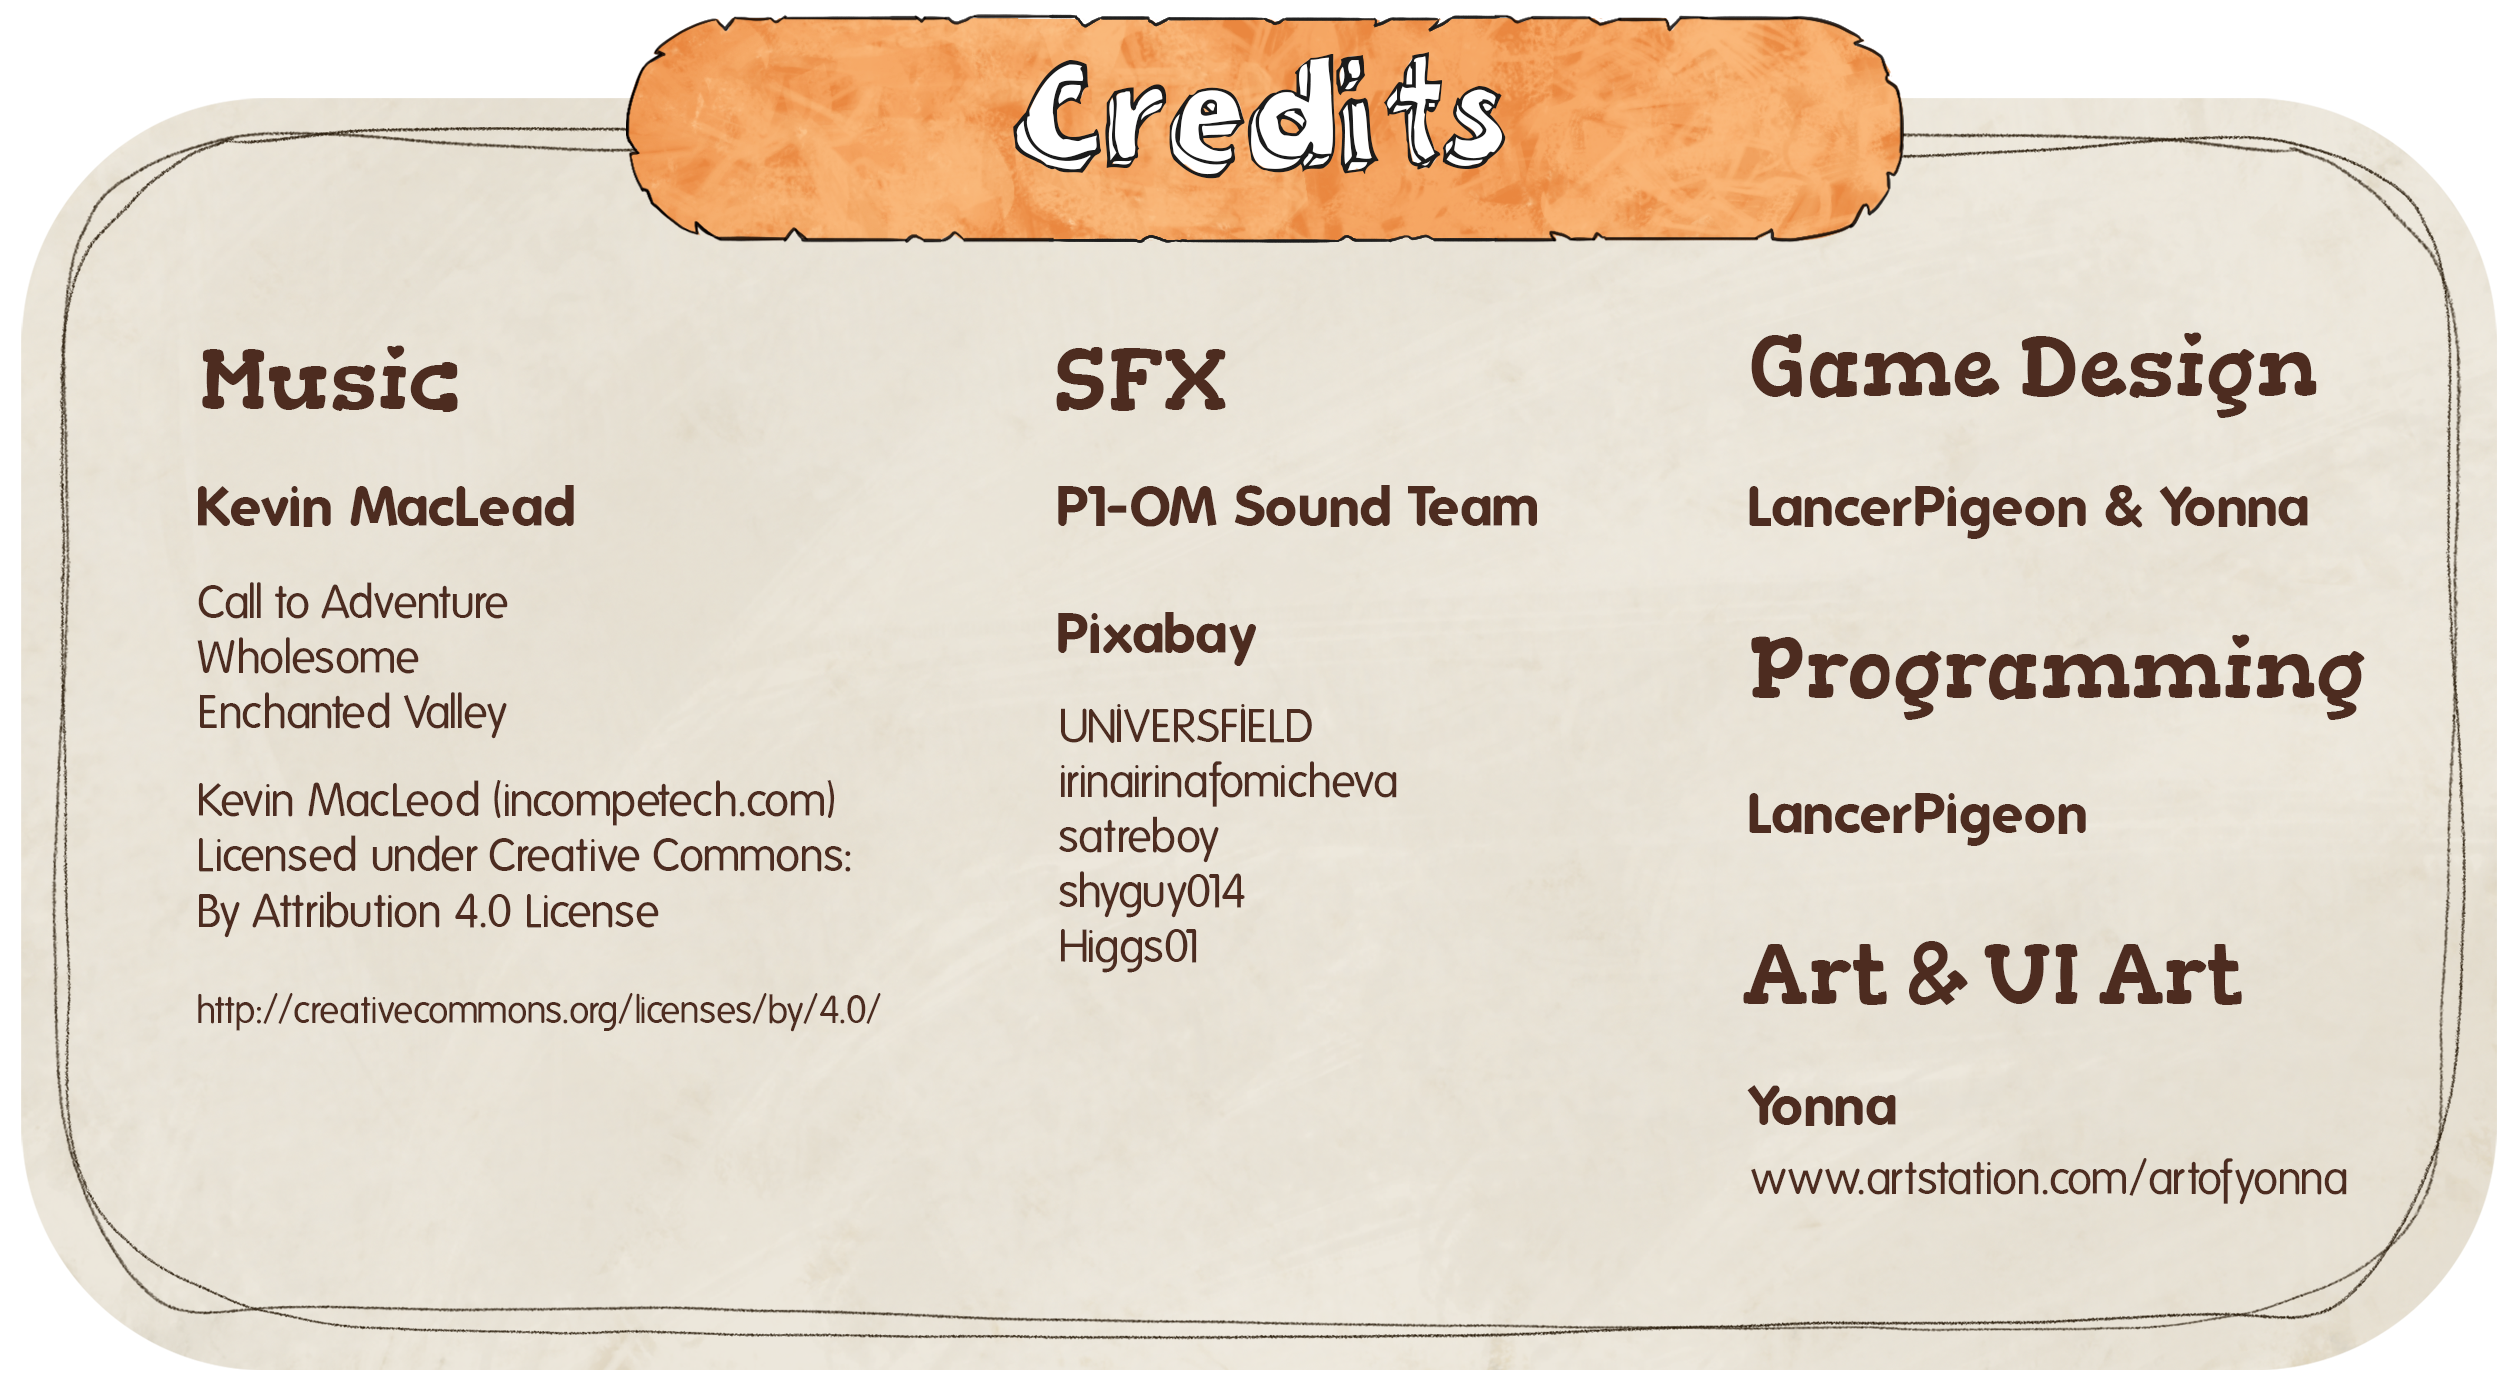 Credits
Music
Kevin MacLead
Call to Adventure
Wholesome
Enchanted Valley
Kevin MacLeod (incompetech.com)
Licensed under Creative Commons:
By Attribution 4.0 License
http://creativecommons.org/licenses/by/4.0/
SFX
P1-OM Sound Team
Pixabay
UNiVERSFiELD
irinairinafomicheva
satreboy
shyguy014
Higgs01
Game Design
LancerPigeon & Yonna
Programming
LancerPigeon
Art & UI Art
Yonna
www.artstation.com/artofyonna